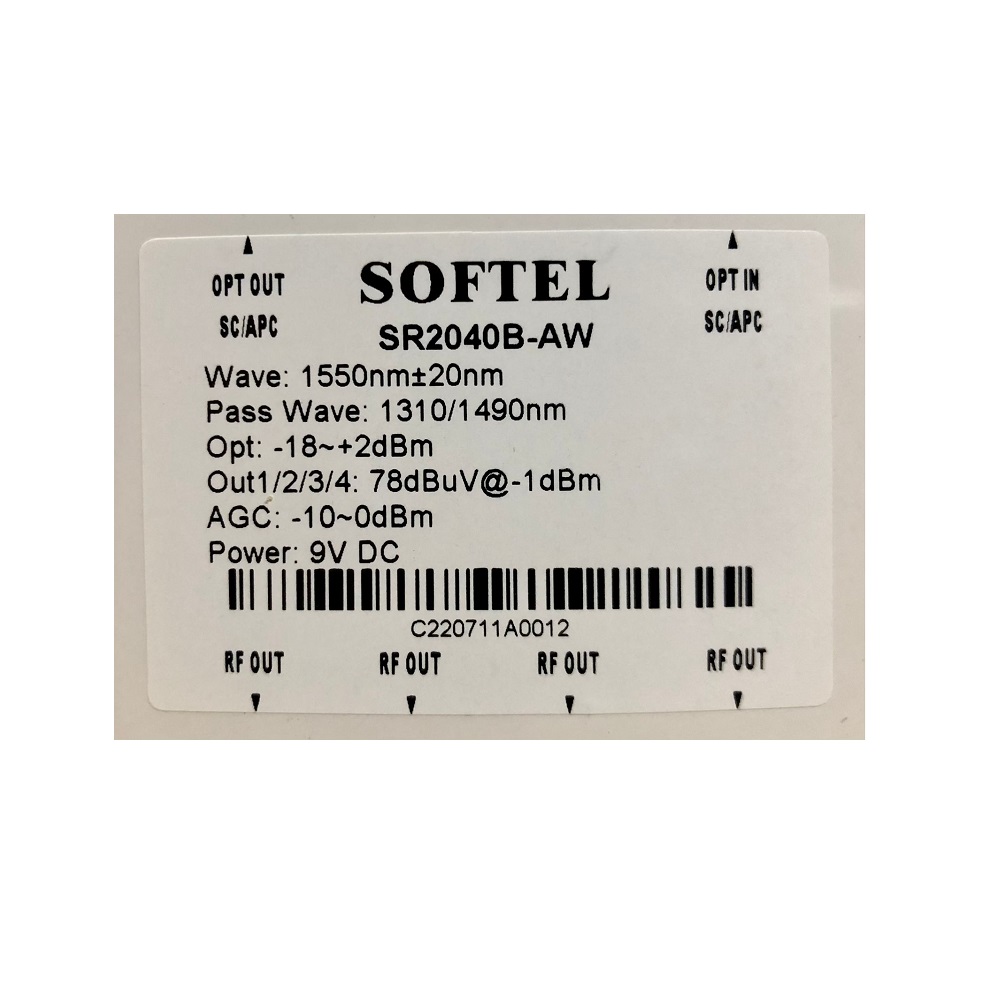 OPT OUT
SC/APC
SOFTEL
SR2040B-AW
OPT IN
SC/APC
Wave: 1550nm±20nm
Pass Wave: 1310/1490nm
Opt: -18~+2dBm
Out1/2/3/4: 78dBuV@-1dBm
AGC: -10~0dBm
Power: 9V DC
C220711A0012
RF OUT
RF OUT
RF OUT
RF OUT